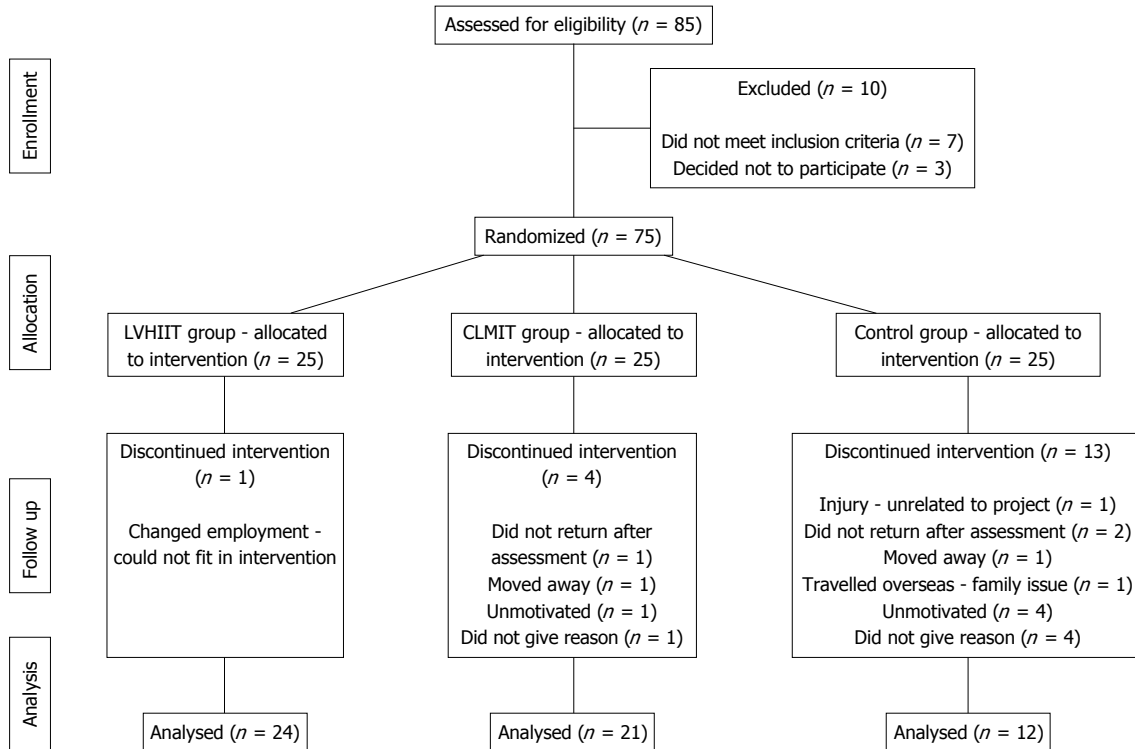 Assessed for eligibility (n = 85)
Enrollment
Excluded (n = 10)
Did not meet inclusion criteria (n = 7)
Decided not to participate (n = 3)
Randomized (n = 75)
Allocation
LVHIIT group - allocated
to intervention (n = 25)
CLMIT group - allocated to
intervention (n = 25)
Control group - allocated to
intervention (n = 25)
Follow up
Discontinued intervention
(n = 1)
Changed employment -
could not fit in intervention
Discontinued intervention
(n = 4)
Did not return after
assessment (n = 1)
Moved away (n = 1)
Unmotivated (n = 1)
Did not give reason (n = 1)
Discontinued intervention (n = 13)
Injury - unrelated to project (n = 1)
Did not return after assessment (n = 2)
Moved away (n = 1)
Travelled overseas - family issue (n = 1)
Unmotivated (n = 4)
Did not give reason (n = 4)
Analysis
Analysed (n = 24)
Analysed (n = 21)
Analysed (n = 12)